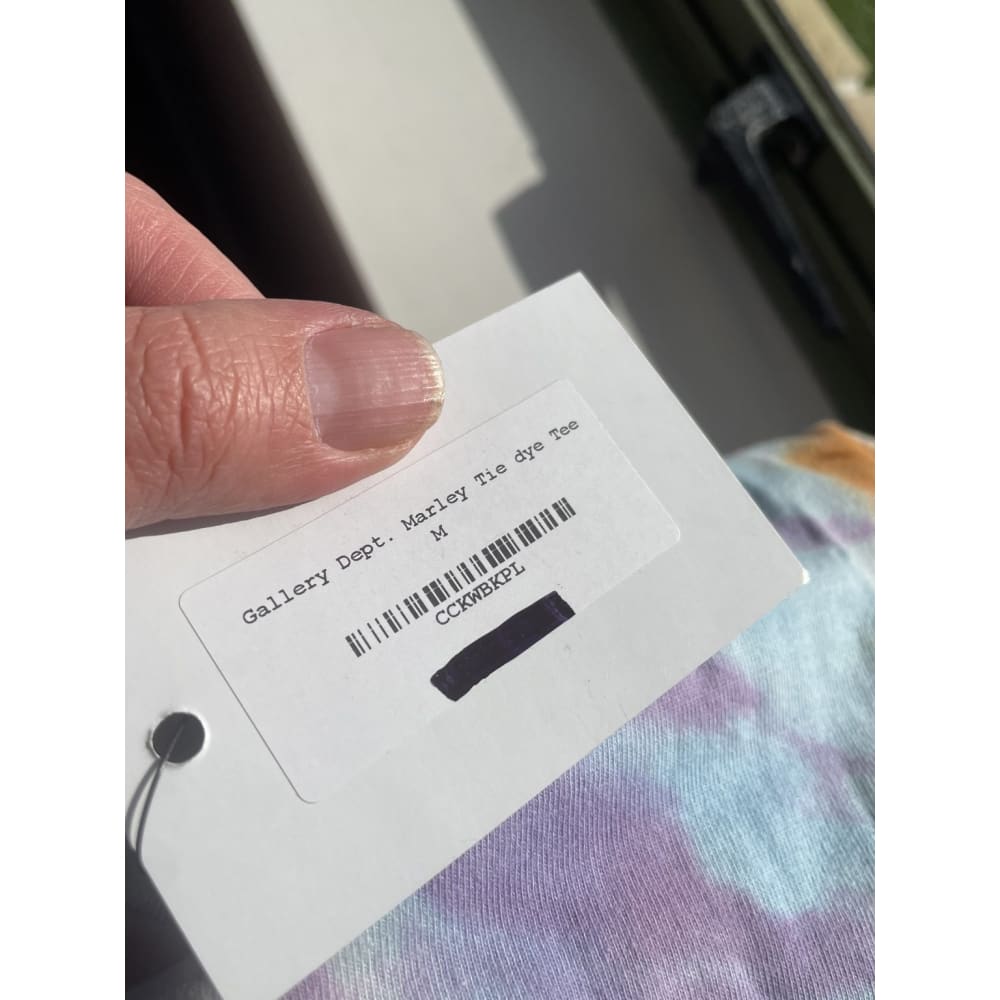 Gallery Dept. Marley Tie dye Tee
M
CCKWBKPL